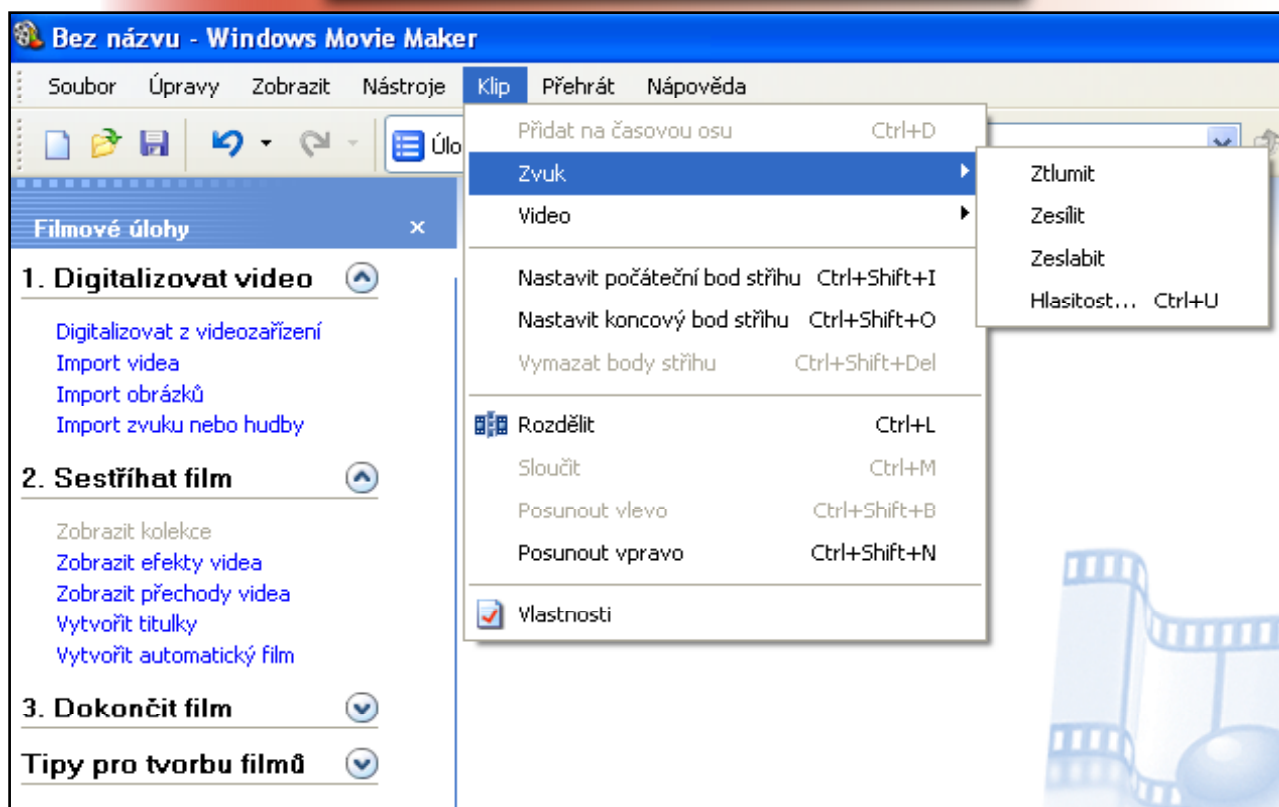 Bez názvu - Windows Movie Maker
Soubor Úpravy Zobrazit Nástroje Klip Přehrát Nápověda
Úlo
Přidat na časovou osu Ctrl+D
Zvuk
Video
Nastavit počáteční bod střihu Ctrl+Shift+I
Nastavit koncový bod střihu Ctrl+Shift+O
Vymazat body střihu Ctrl+Shift+Del
Rozdělit Ctrl+L
Sloučit Ctrl+M
Posunout vlevo Ctrl+Shift+B
Posunout vpravo Ctrl+Shift+N
Vlastnosti
Ztlumit
Zesílit
Zeslabit
Hlasitost... Ctrl+U
Filmové úlohy
1. Digitalizovat video
Digitalizovat z videozařízení
Import videa
Import obrázků
Import zvuku nebo hudby
2. Sestříhat film
Zobrazit kolekce
Zobrazit efekty videa
Zobrazit přechody videa
Vytvořit titulky
Vytvořit automatický film
3. Dokončit film
Tipy pro tvorbu filmů